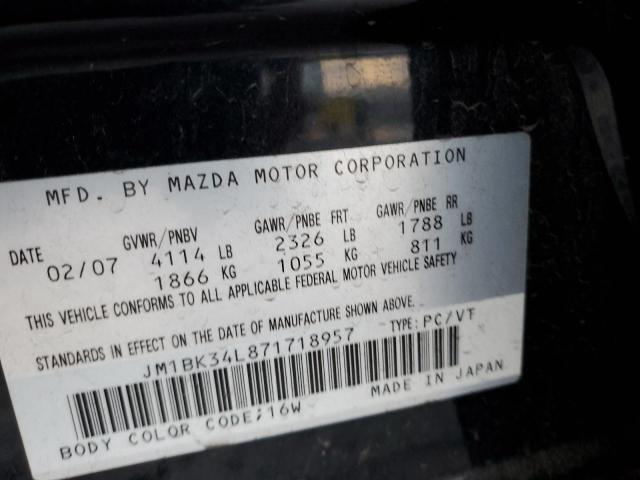 MFD. BY MAZDA MOTOR CORPORATION
DATE GVWR/PNBV GAWR/PNBE FRT GAWR/PNBE RR
02/07 4114 LB 2326 LB 1788 LB
1866 KG 1055 KG 811 KG
THIS VEHICLE CONFORMS TO ALL APPLICABLE FEDERAL MOTOR VEHICLE SAFETY
STANDARDS IN EFFECT ON THE DATE OF MANUFACTURE SHOWN ABOVE.
JM1BK34L871718957 TYPE: PC/VT
MADE IN JAPAN
BODY COLOR CODE;16W